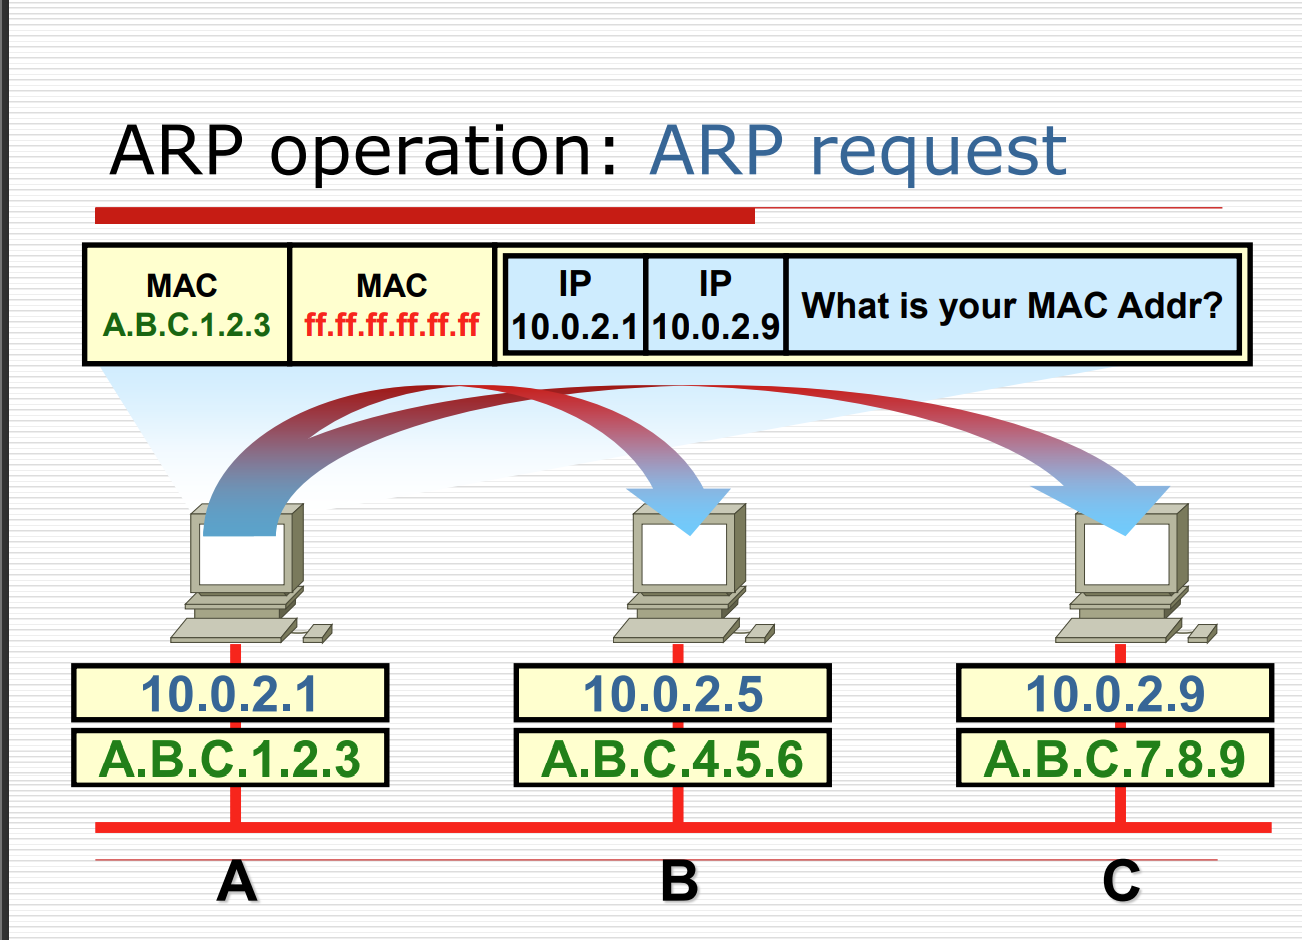 ARP operation: ARP request
MAC
A.B.C.1.2.3
MAC
ff.ff.ff.ff.ff.ff
IP
10.0.2.1
IP
10.0.2.9
What is your MAC Addr?
10.0.2.1
A.B.C.1.2.3
10.0.2.5
A.B.C.4.5.6
10.0.2.9
A.B.C.7.8.9
A
B
C